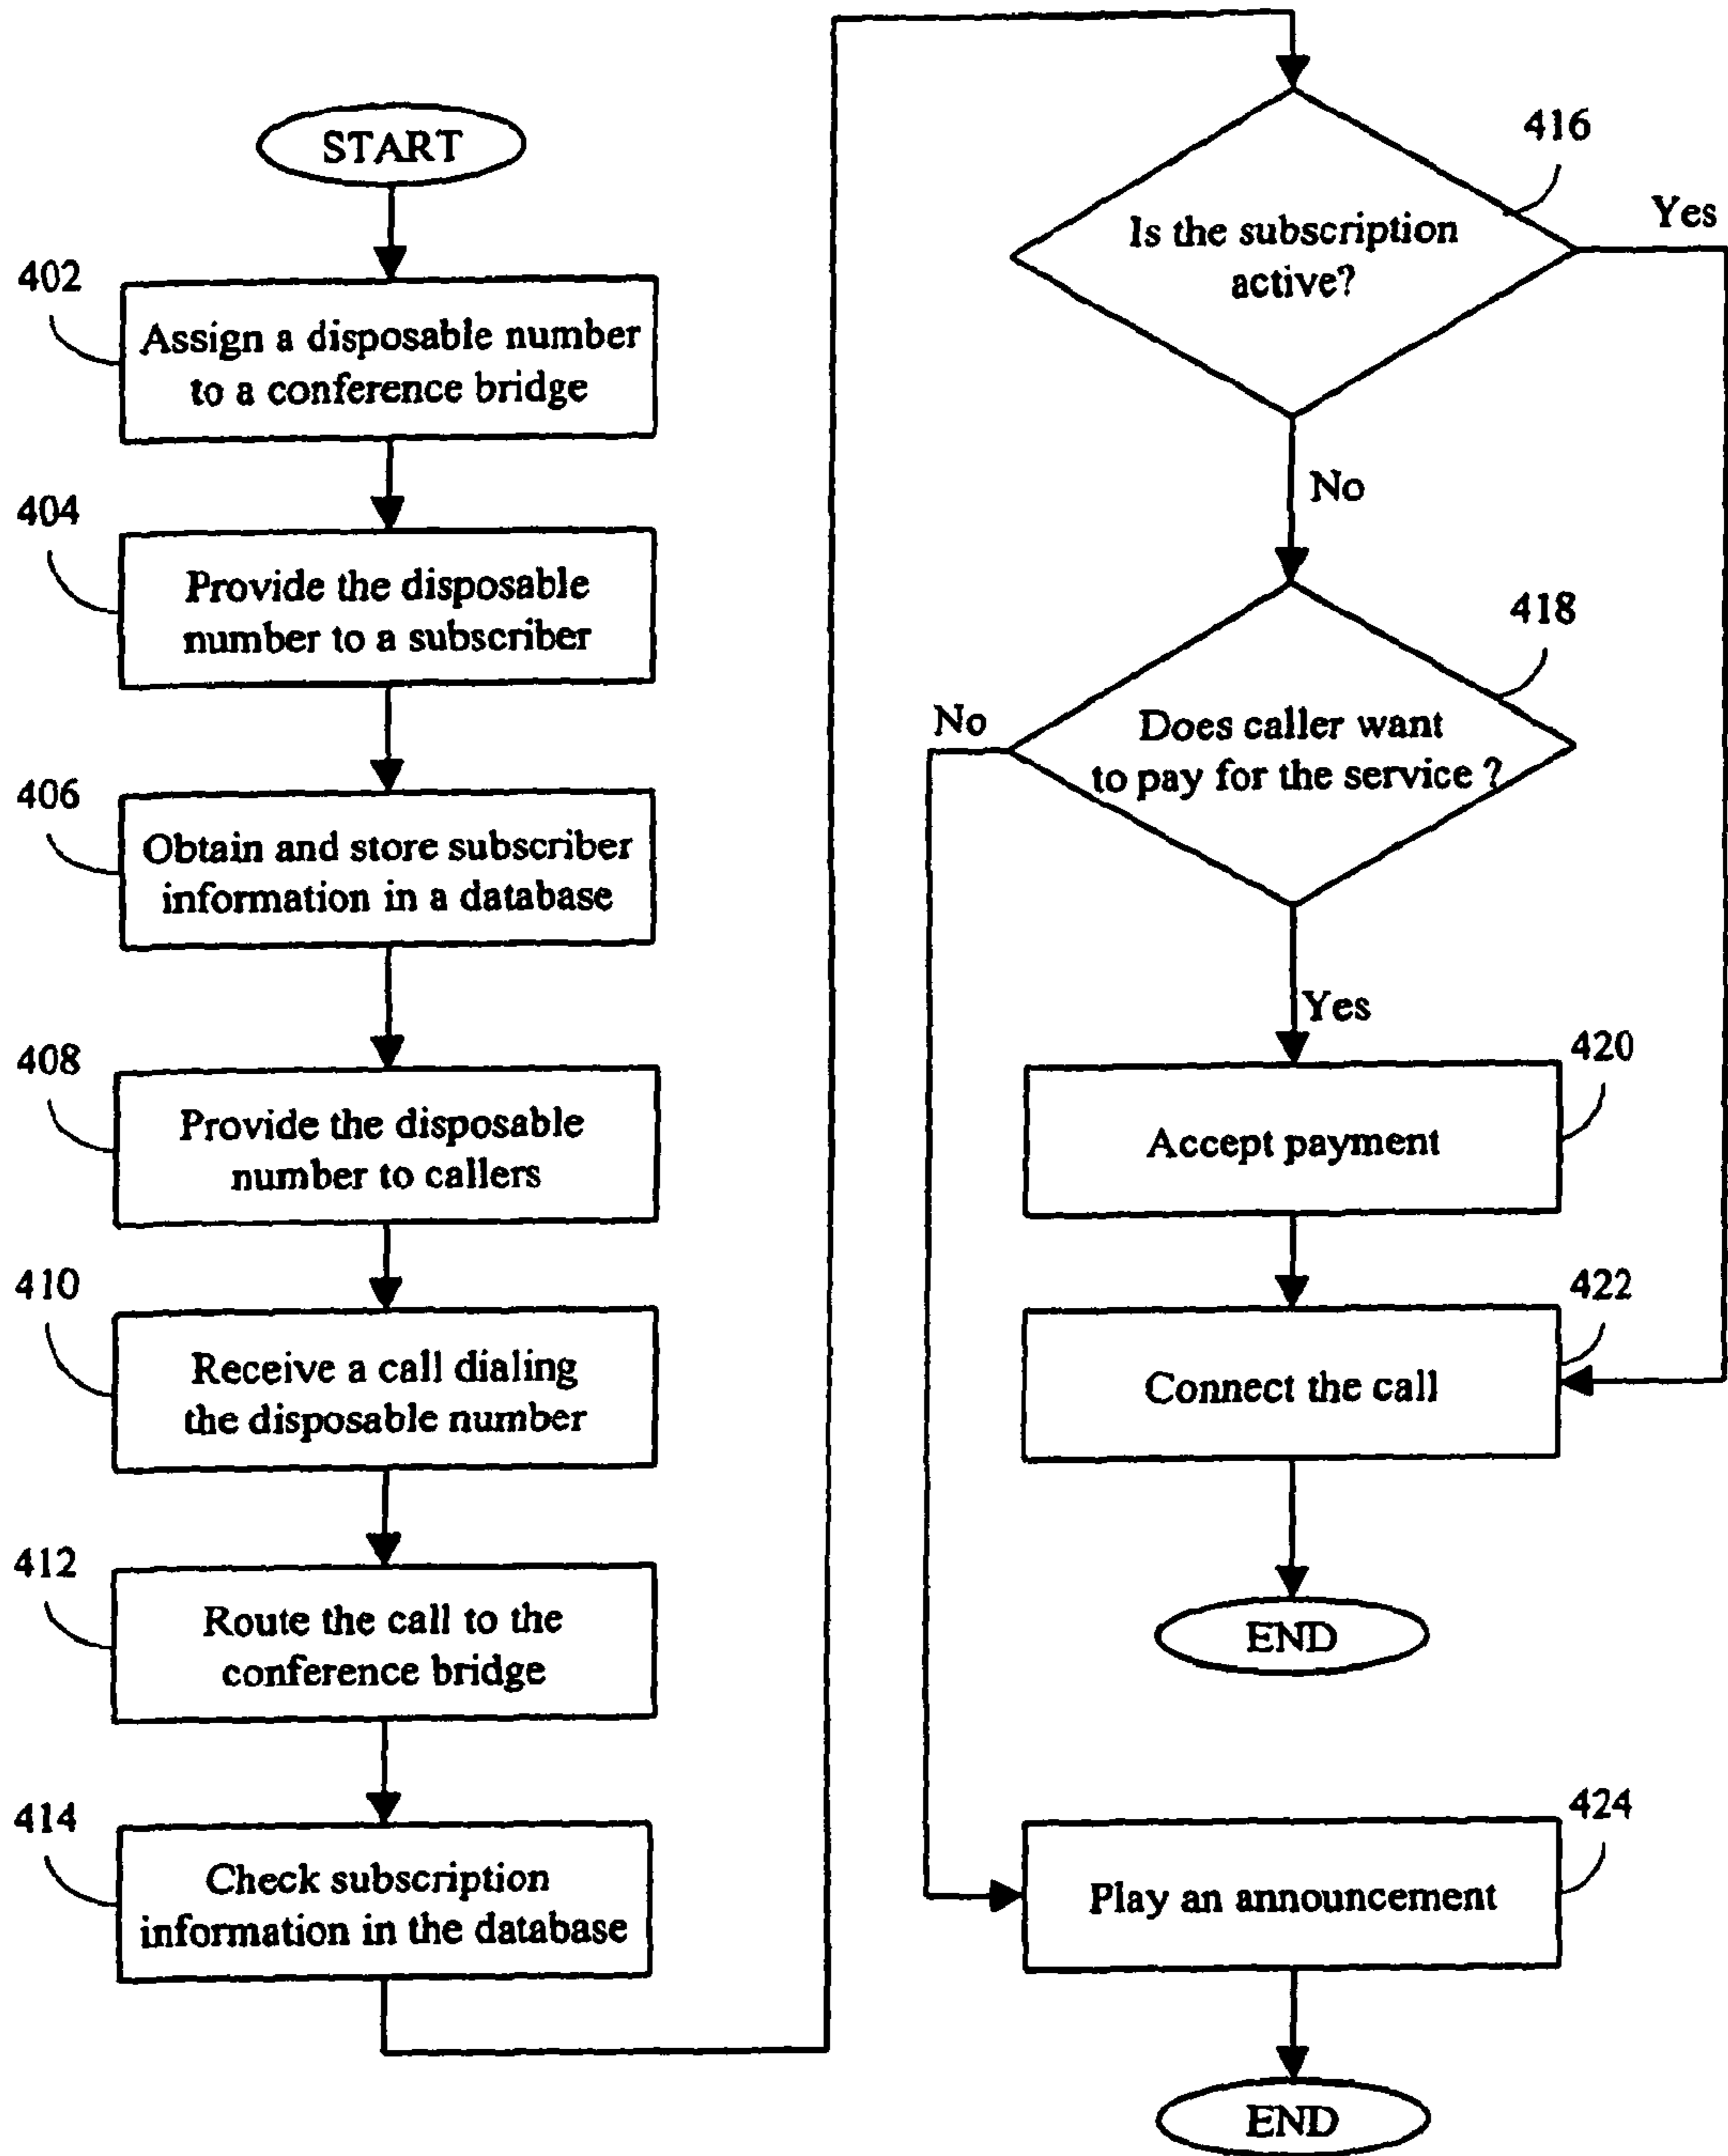 START
402
Assign a disposable number
to a conference bridge
404
Provide the disposable
number to a subscriber
406
Obtain and store subscriber
information in a database
408
Provide the disposable
number to callers
410
Receive a call dialing
the disposable number
412
Route the call to the
conference bridge
414
Check subscription
information in the database
416
Is the subscription
active?
Yes
No
418
Does caller want
to pay for the service ?
No
Yes
420
Accept payment
422
Connect the call
END
424
Play an announcement
END